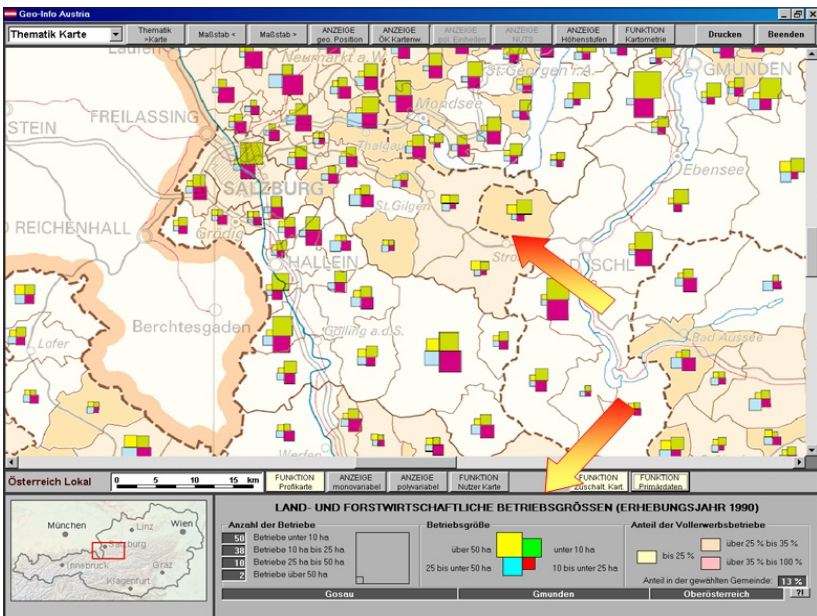 Geo-Info Austria
Thematik Karte
Thematik >Karte
Maßstab <
Maßstab >
ANZEIGE geo. Position
ANZEIGE ÖK Kartenw.
ANZEIGE pol. Einheiten
ANZEIGE NUTS
ANZEIGE Höhenstufen
FUNKTION Kartometrie
Drucken
Beenden
Laufen
Neumarkt a.W.
St.Georgen i.A.
GMUNDEN
Mondsee
STEIN
FREILASSING
Thalgau
Ebensee
SALZBURG
St.Gilgen
REICHENHALL
Grödig
HALLEIN
Berchtesgaden
Golling a.d.S.
Bad Aussee
Lofer
Werfen
Österreich Lokal
0 5 10 15 km
FUNKTION Profikarte
ANZEIGE monovariabel
ANZEIGE polyvariabel
FUNKTION Nutzer Karte
FUNKTION Zuschalt. Kart.
FUNKTION Primärdaten
LAND- UND FORSTWIRTSCHAFTLICHE BETRIEBSGRÖSSEN (ERHEBUNGSJAHR 1990)
München
Linz
Wien
Salzburg
Innsbruck
Graz
Klagenfurt
Anzahl der Betriebe
50 Betriebe unter 10 ha
38 Betriebe 10 ha bis 25 ha
10 Betriebe 25 ha bis 50 ha
2 Betriebe über 50 ha
Betriebsgröße
über 50 ha
unter 10 ha
25 bis unter 50 ha
10 bis unter 25 ha
Anteil der Vollerwerbsbetriebe
bis 25 %
über 25 % bis 35 %
über 35 % bis 100 %
Anteil in der gewählten Gemeinde: 13 %
Gosau
Gmunden
Oberösterreich
?!